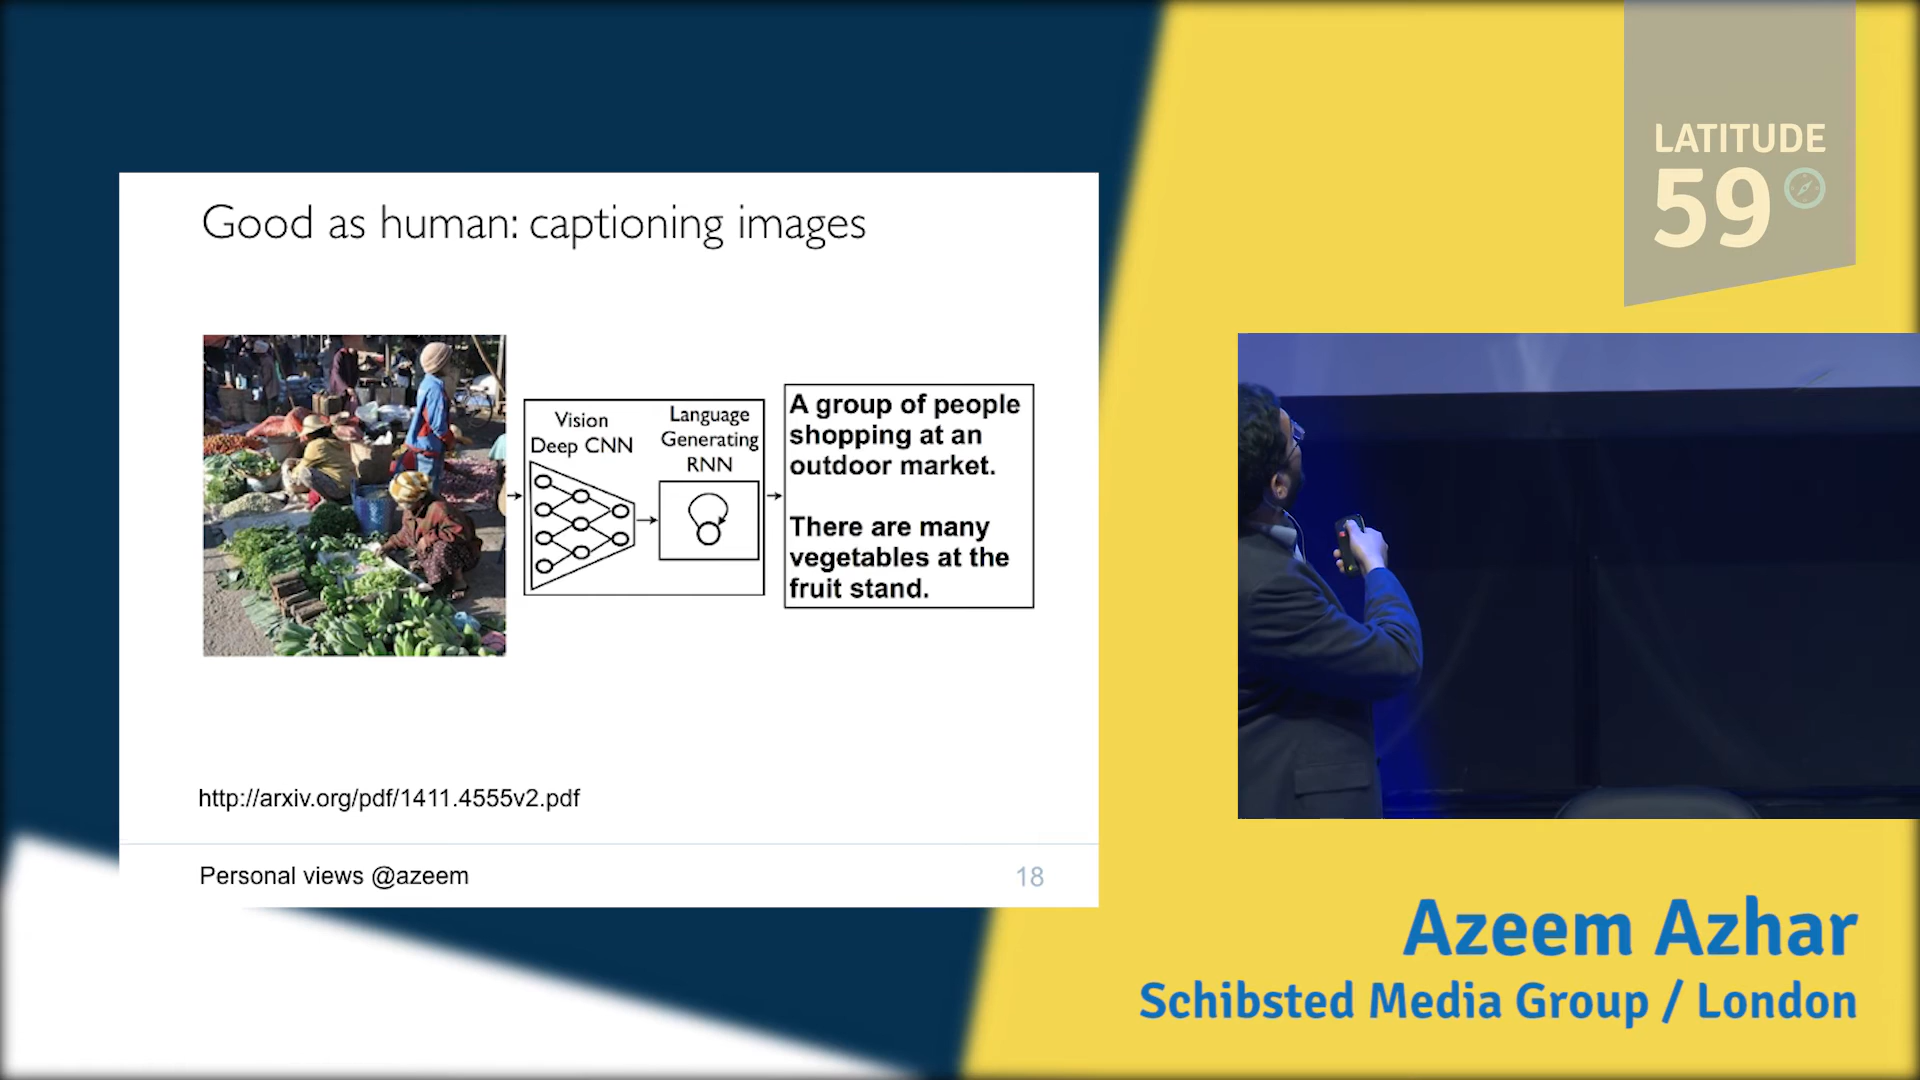 LATITUDE
59
Good as human: captioning images
Vision
Deep CNN
Language
Generating
RNN
A group of people
shopping at an
outdoor market.
There are many
vegetables at the
fruit stand.
http://arxiv.org/pdf/1411.4555v2.pdf
Personal views @azeem
18
Azeem Azhar
Schibsted Media Group / London